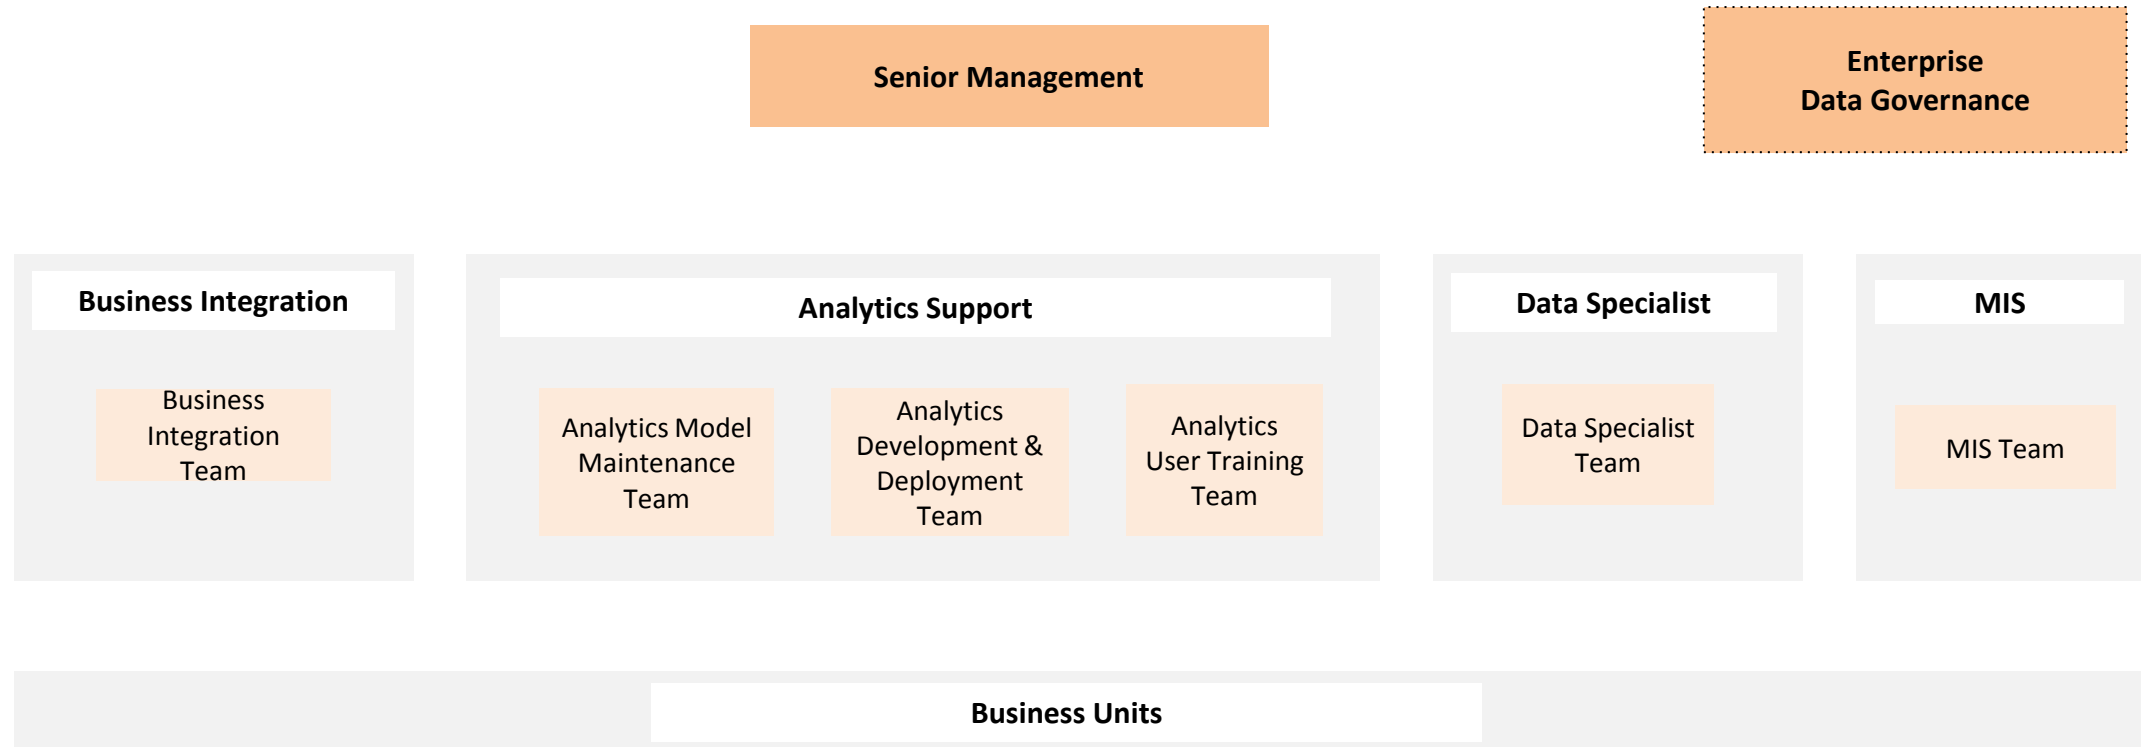 Senior Management
Enterprise
Data Governance
Business Integration
Business
Integration
Team
Analytics Support
Analytics Model
Maintenance
Team
Analytics
Development &
Deployment
Team
Analytics
User Training
Team
Data Specialist
Data Specialist
Team
MIS
MIS Team
Business Units